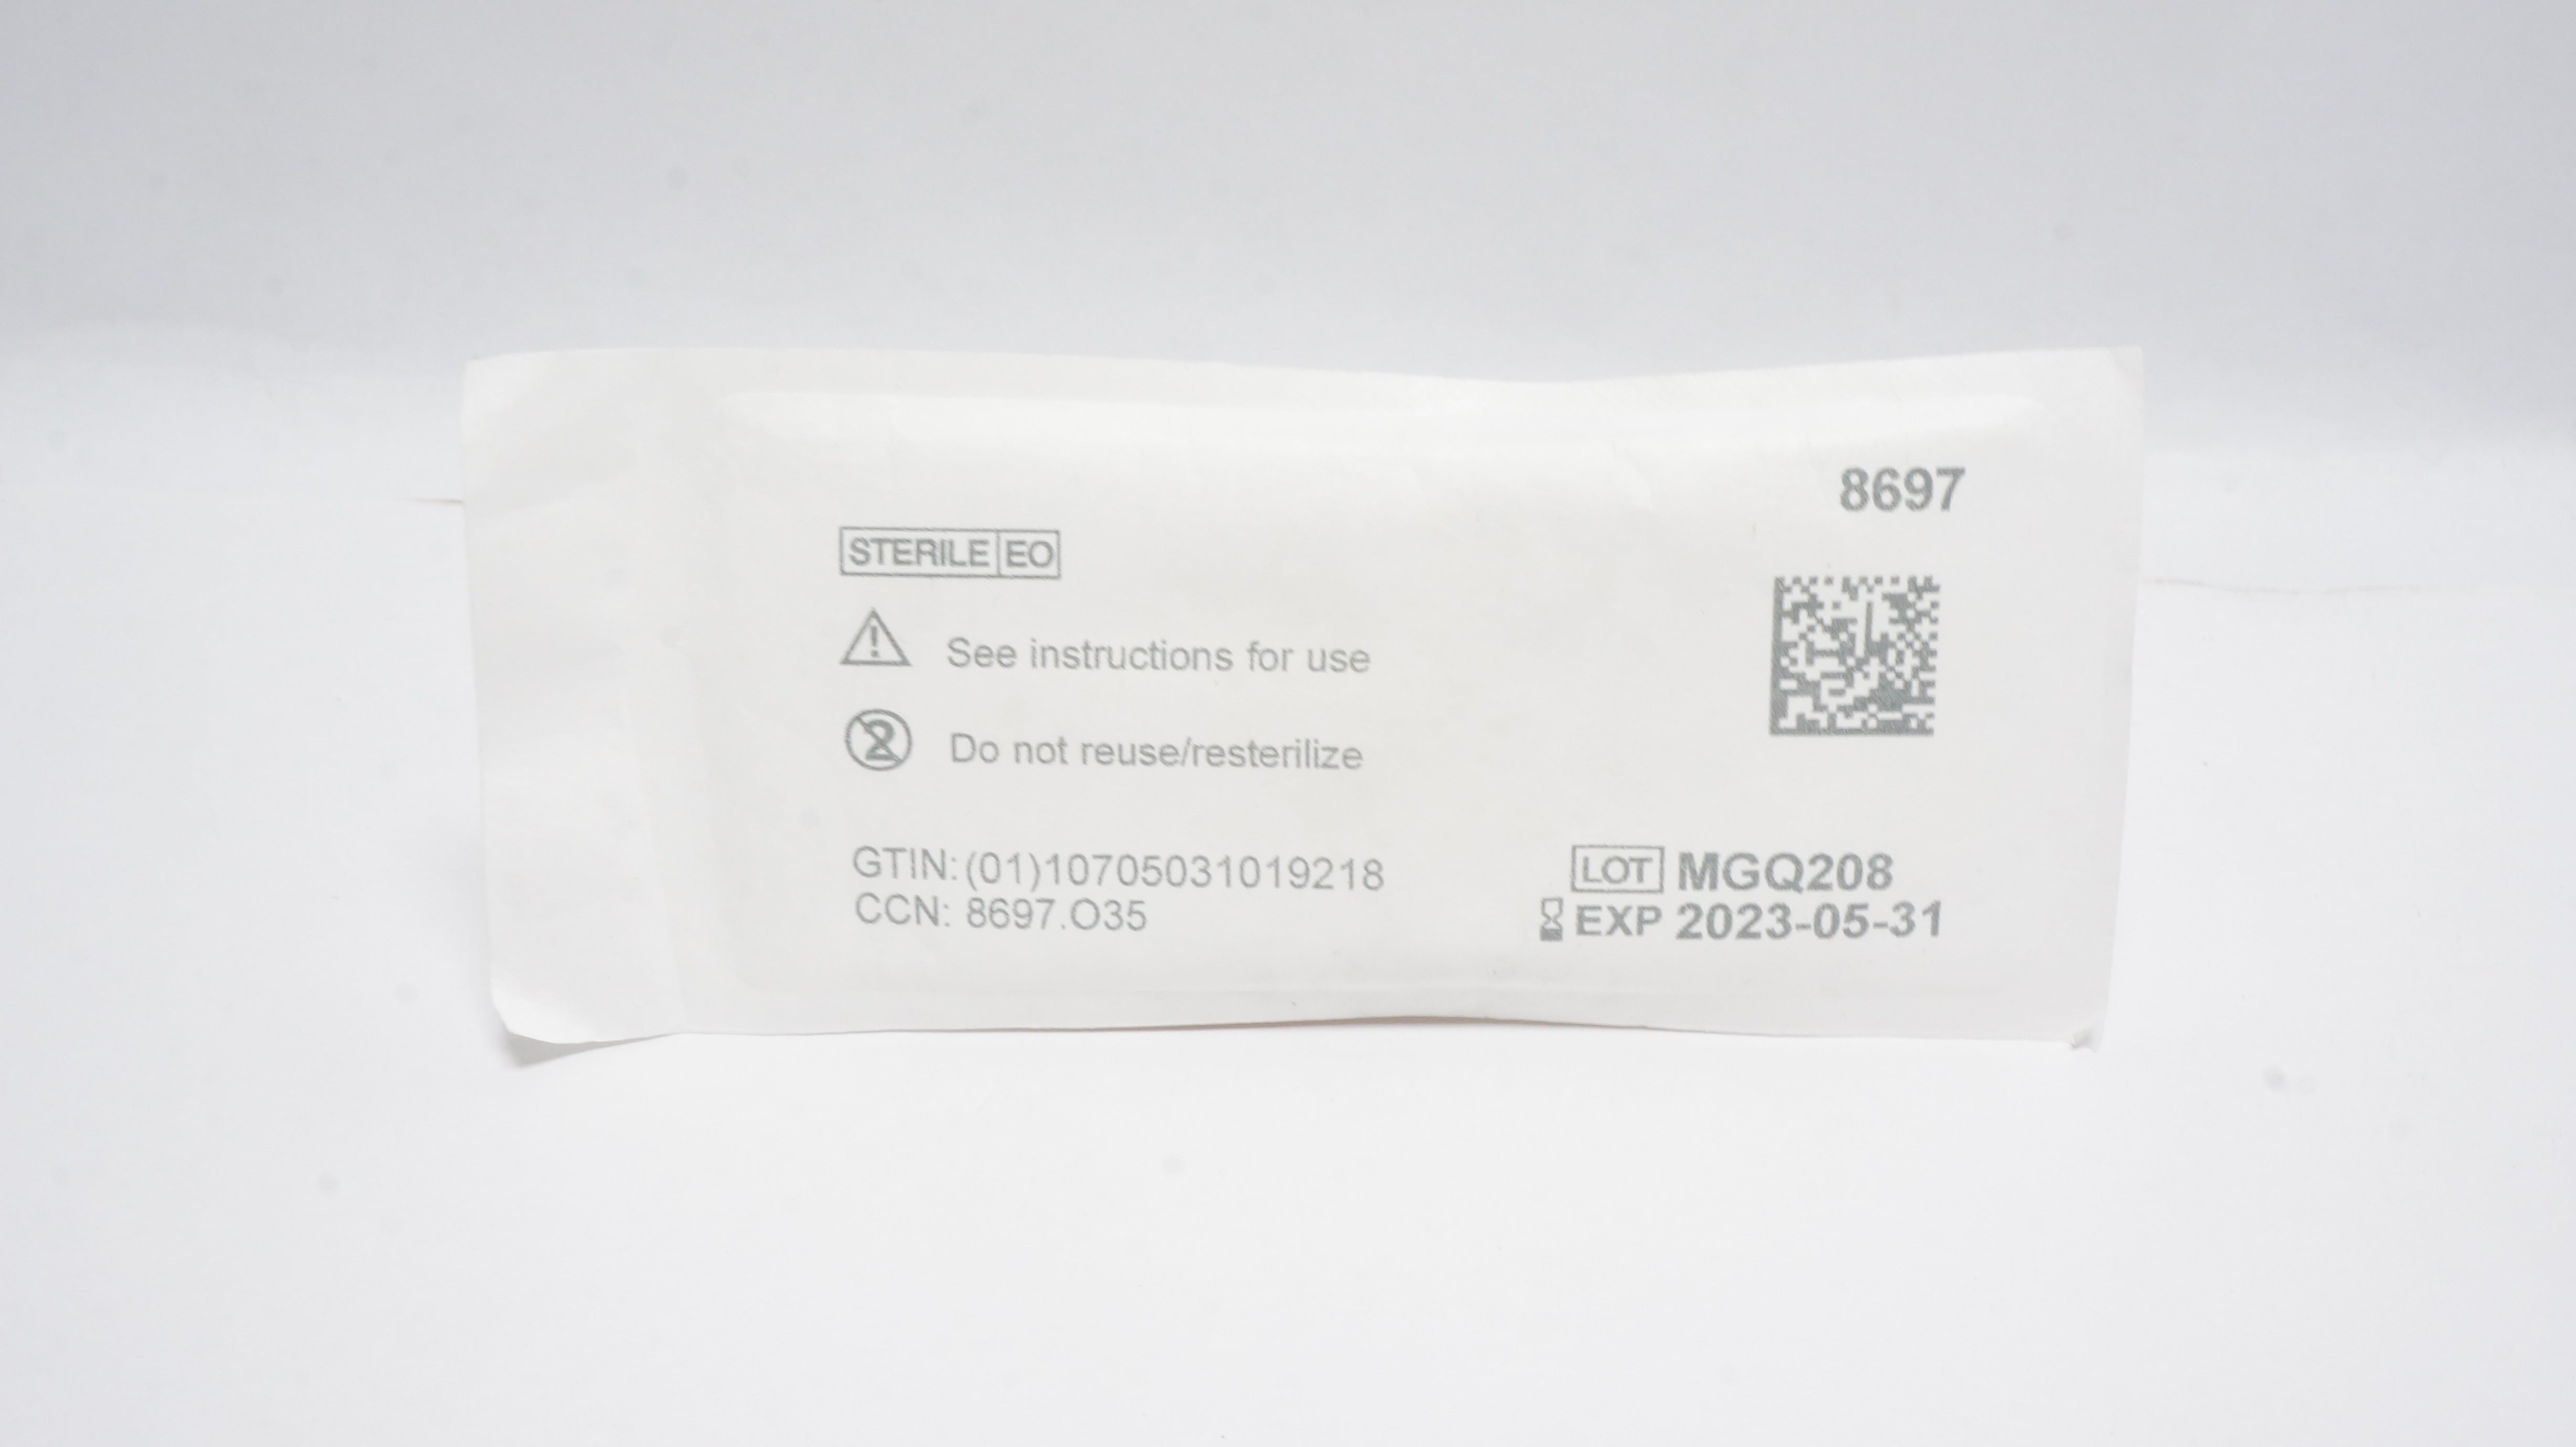 8697
STERILE EO
See instructions for use
2 Do not reuse/resterilize
GTIN: (01)10705031019218
CCN: 8697.O35
LOT MGQ208
EXP 2023-05-31